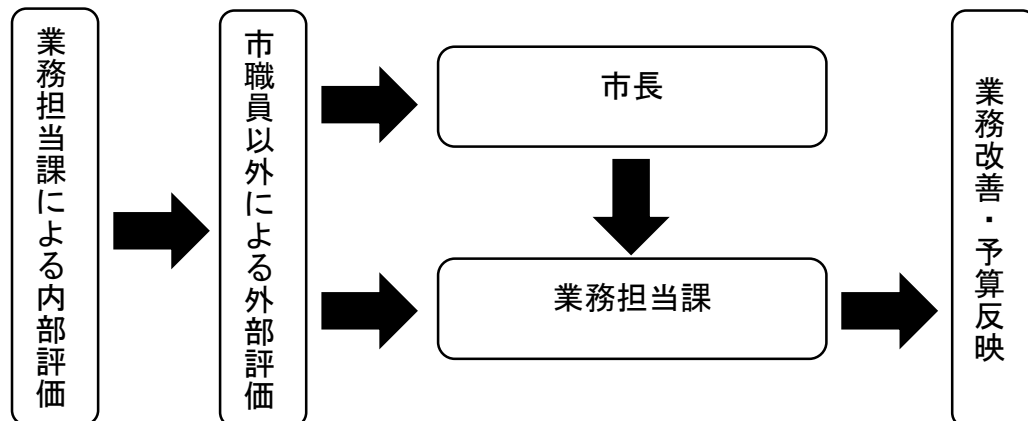 業務担当課による内部評価
市職員以外による外部評価
市長
業務担当課
業務改善・予算反映